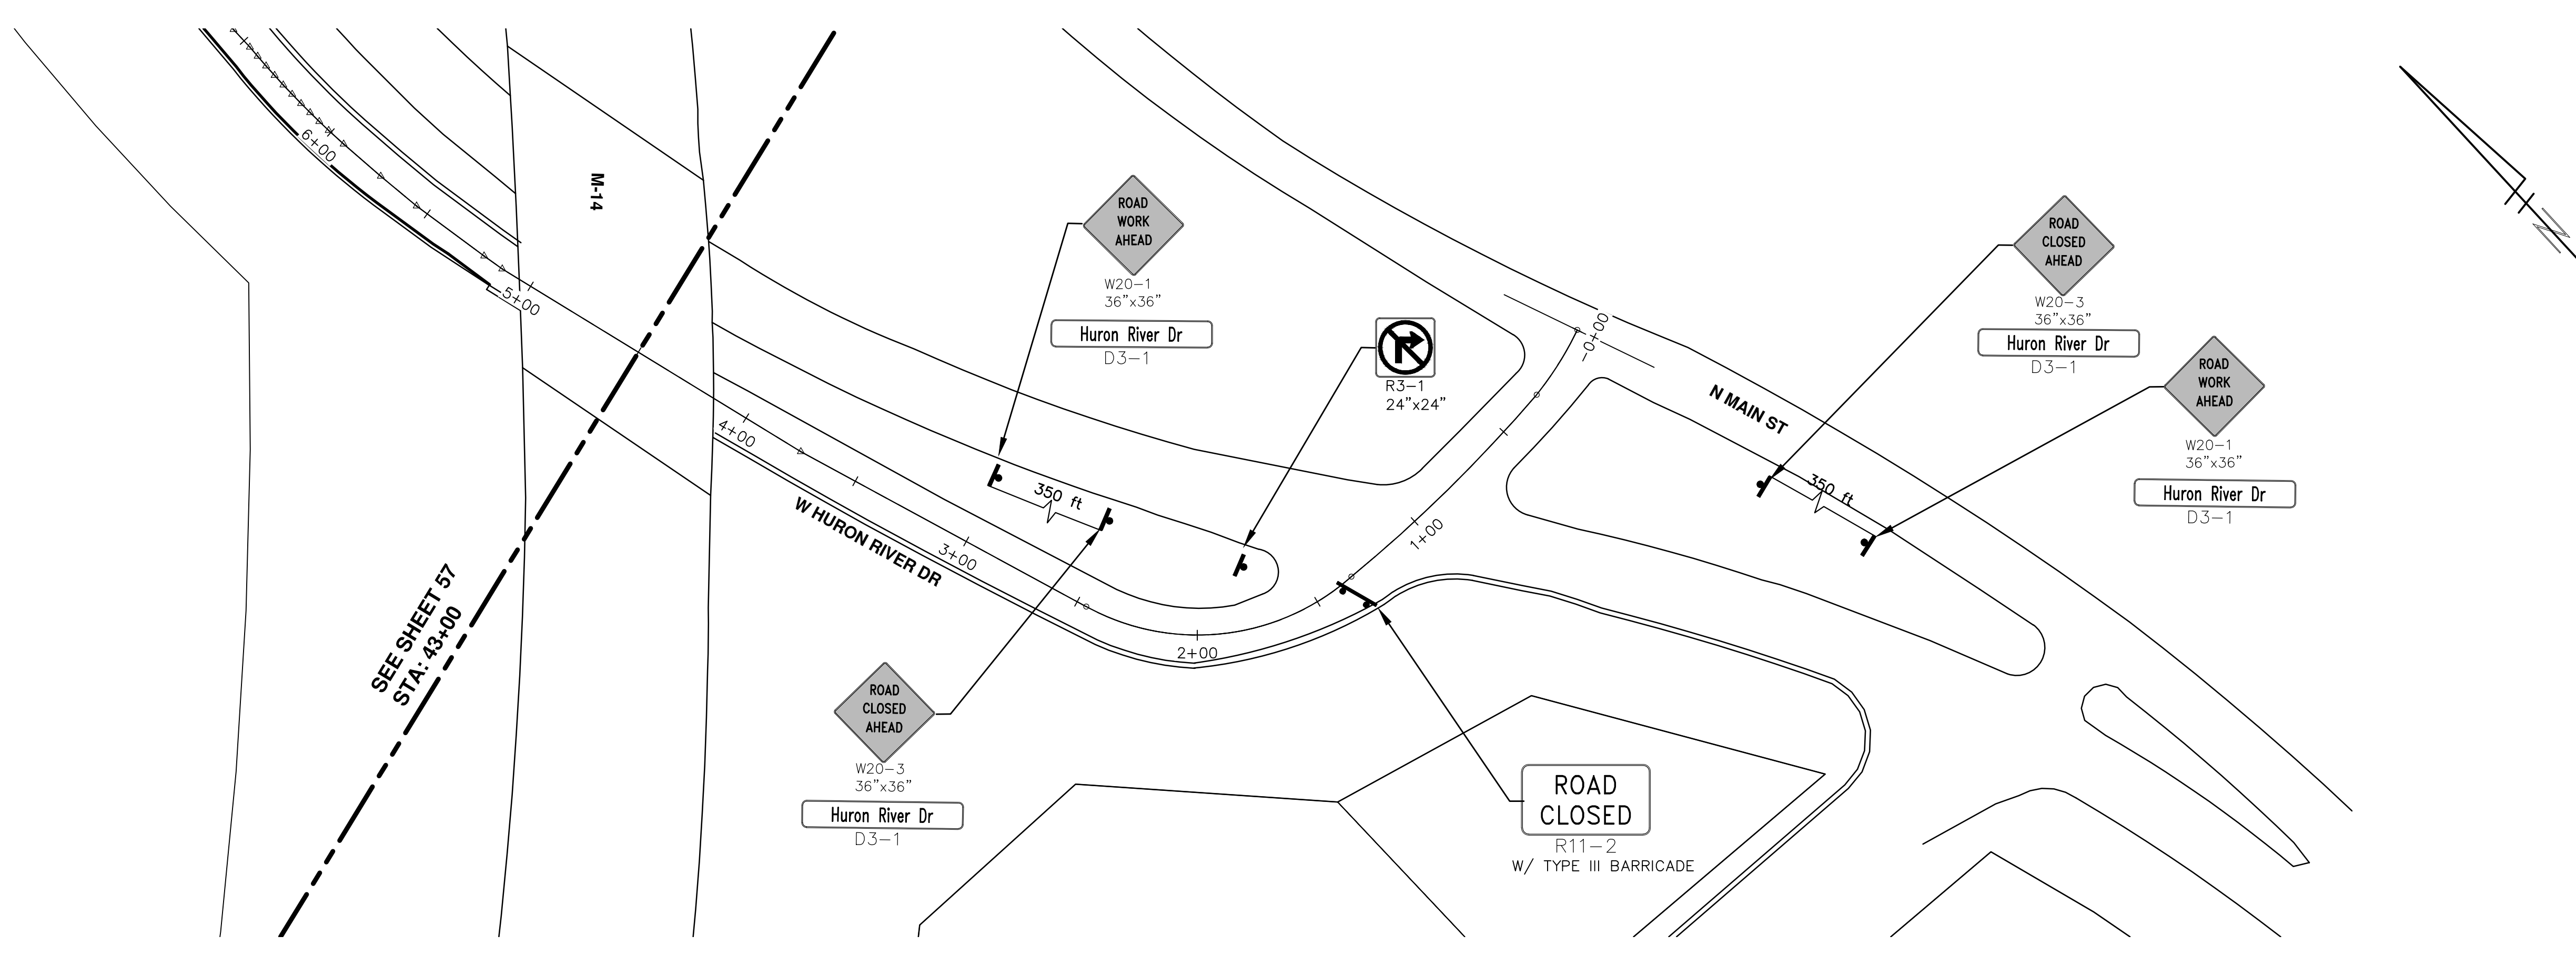 6+00
M-14
5+00
SEE SHEET 57
STA: 43+00
4+00
W HURON RIVER DR
3+00
2+00
1+00
-0+00
N MAIN ST
ROAD
WORK
AHEAD
W20-1
36"x36"
Huron River Dr
D3-1
350 ft
R3-1
24"x24"
ROAD
CLOSED
AHEAD
W20-3
36"x36"
Huron River Dr
D3-1
ROAD
WORK
AHEAD
W20-1
36"x36"
Huron River Dr
D3-1
350 ft
ROAD
CLOSED
AHEAD
W20-3
36"x36"
Huron River Dr
D3-1
ROAD
CLOSED
R11-2
W/ TYPE III BARRICADE
N